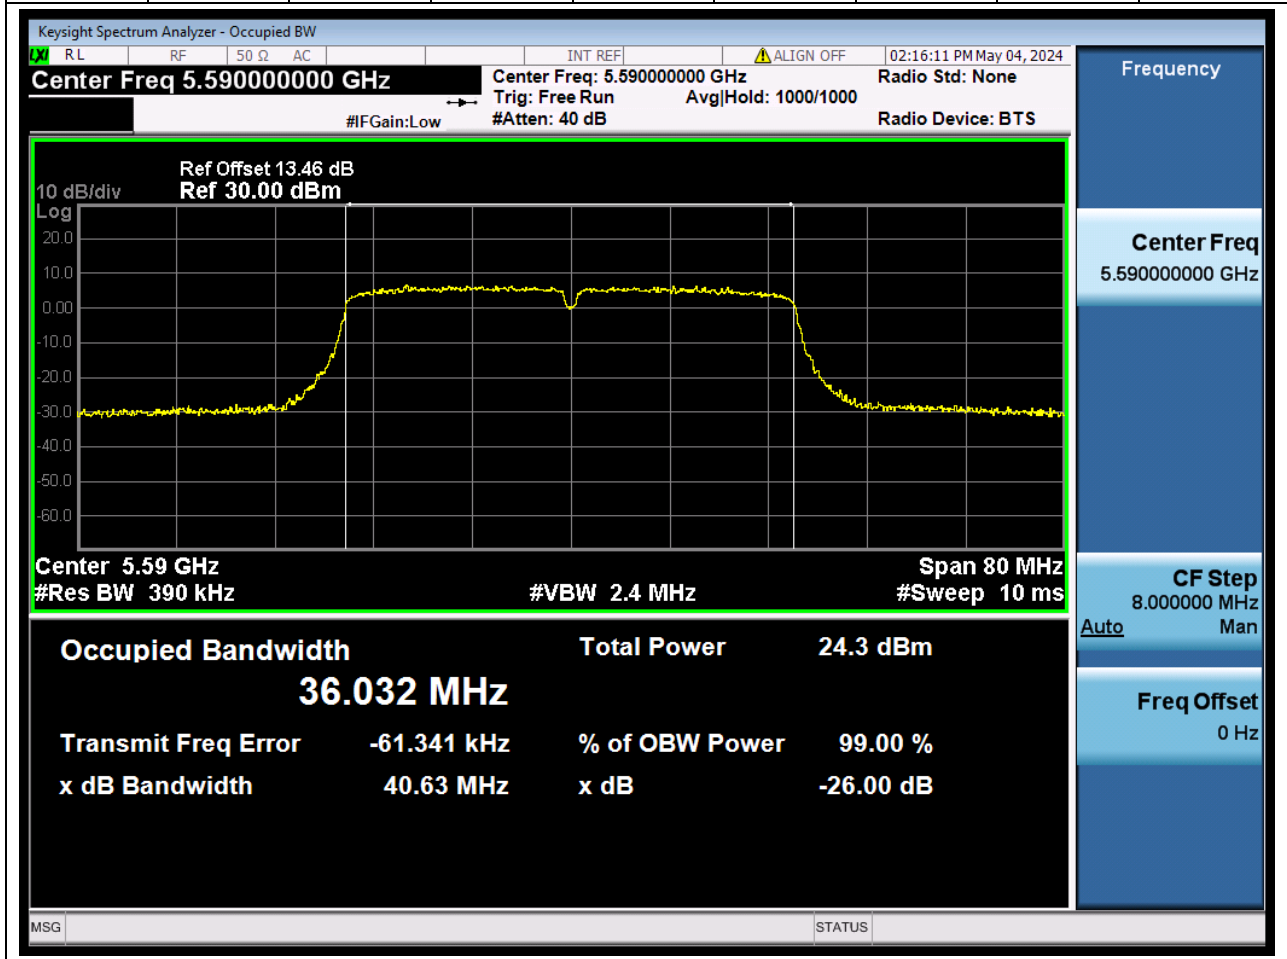 Keysight Spectrum Analyzer - Occupied BW
LXI RL RF 50 Ω AC INT REF ALIGN OFF 02:16:11 PM May 04, 2024
Center Freq 5.590000000 GHz
Center Freq: 5.590000000 GHz
Radio Std: None
Trig: Free Run Avg|Hold: 1000/1000
#IFGain:Low #Atten: 40 dB Radio Device: BTS
Ref Offset 13.46 dB
10 dB/div Ref 30.00 dBm
Log
20.0
10.0
0.00
-10.0
-20.0
-30.0
-40.0
-50.0
-60.0
Center 5.59 GHz Span 80 MHz
#Res BW 390 kHz #VBW 2.4 MHz #Sweep 10 ms
Occupied Bandwidth Total Power 24.3 dBm
36.032 MHz
Transmit Freq Error -61.341 kHz % of OBW Power 99.00 %
x dB Bandwidth 40.63 MHz x dB -26.00 dB
MSG STATUS
Frequency
Center Freq
5.590000000 GHz
CF Step
8.000000 MHz
Auto Man
Freq Offset
0 Hz